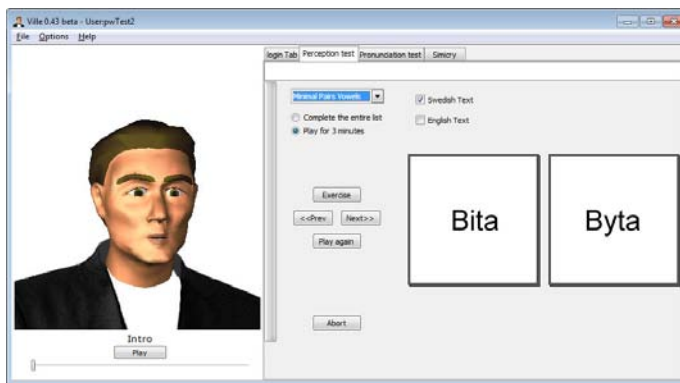 Ville 0.43 beta - User:pwTest2
File Options Help
login Tab Perception test Pronunciation test Simicry
Minimal Pairs Vowels
Swedish Text
Complete the entire list
English Text
Play for 3 minutes
Exercise
<<Prev Next>>
Play again
Bita Byta
Abort
Intro
Play